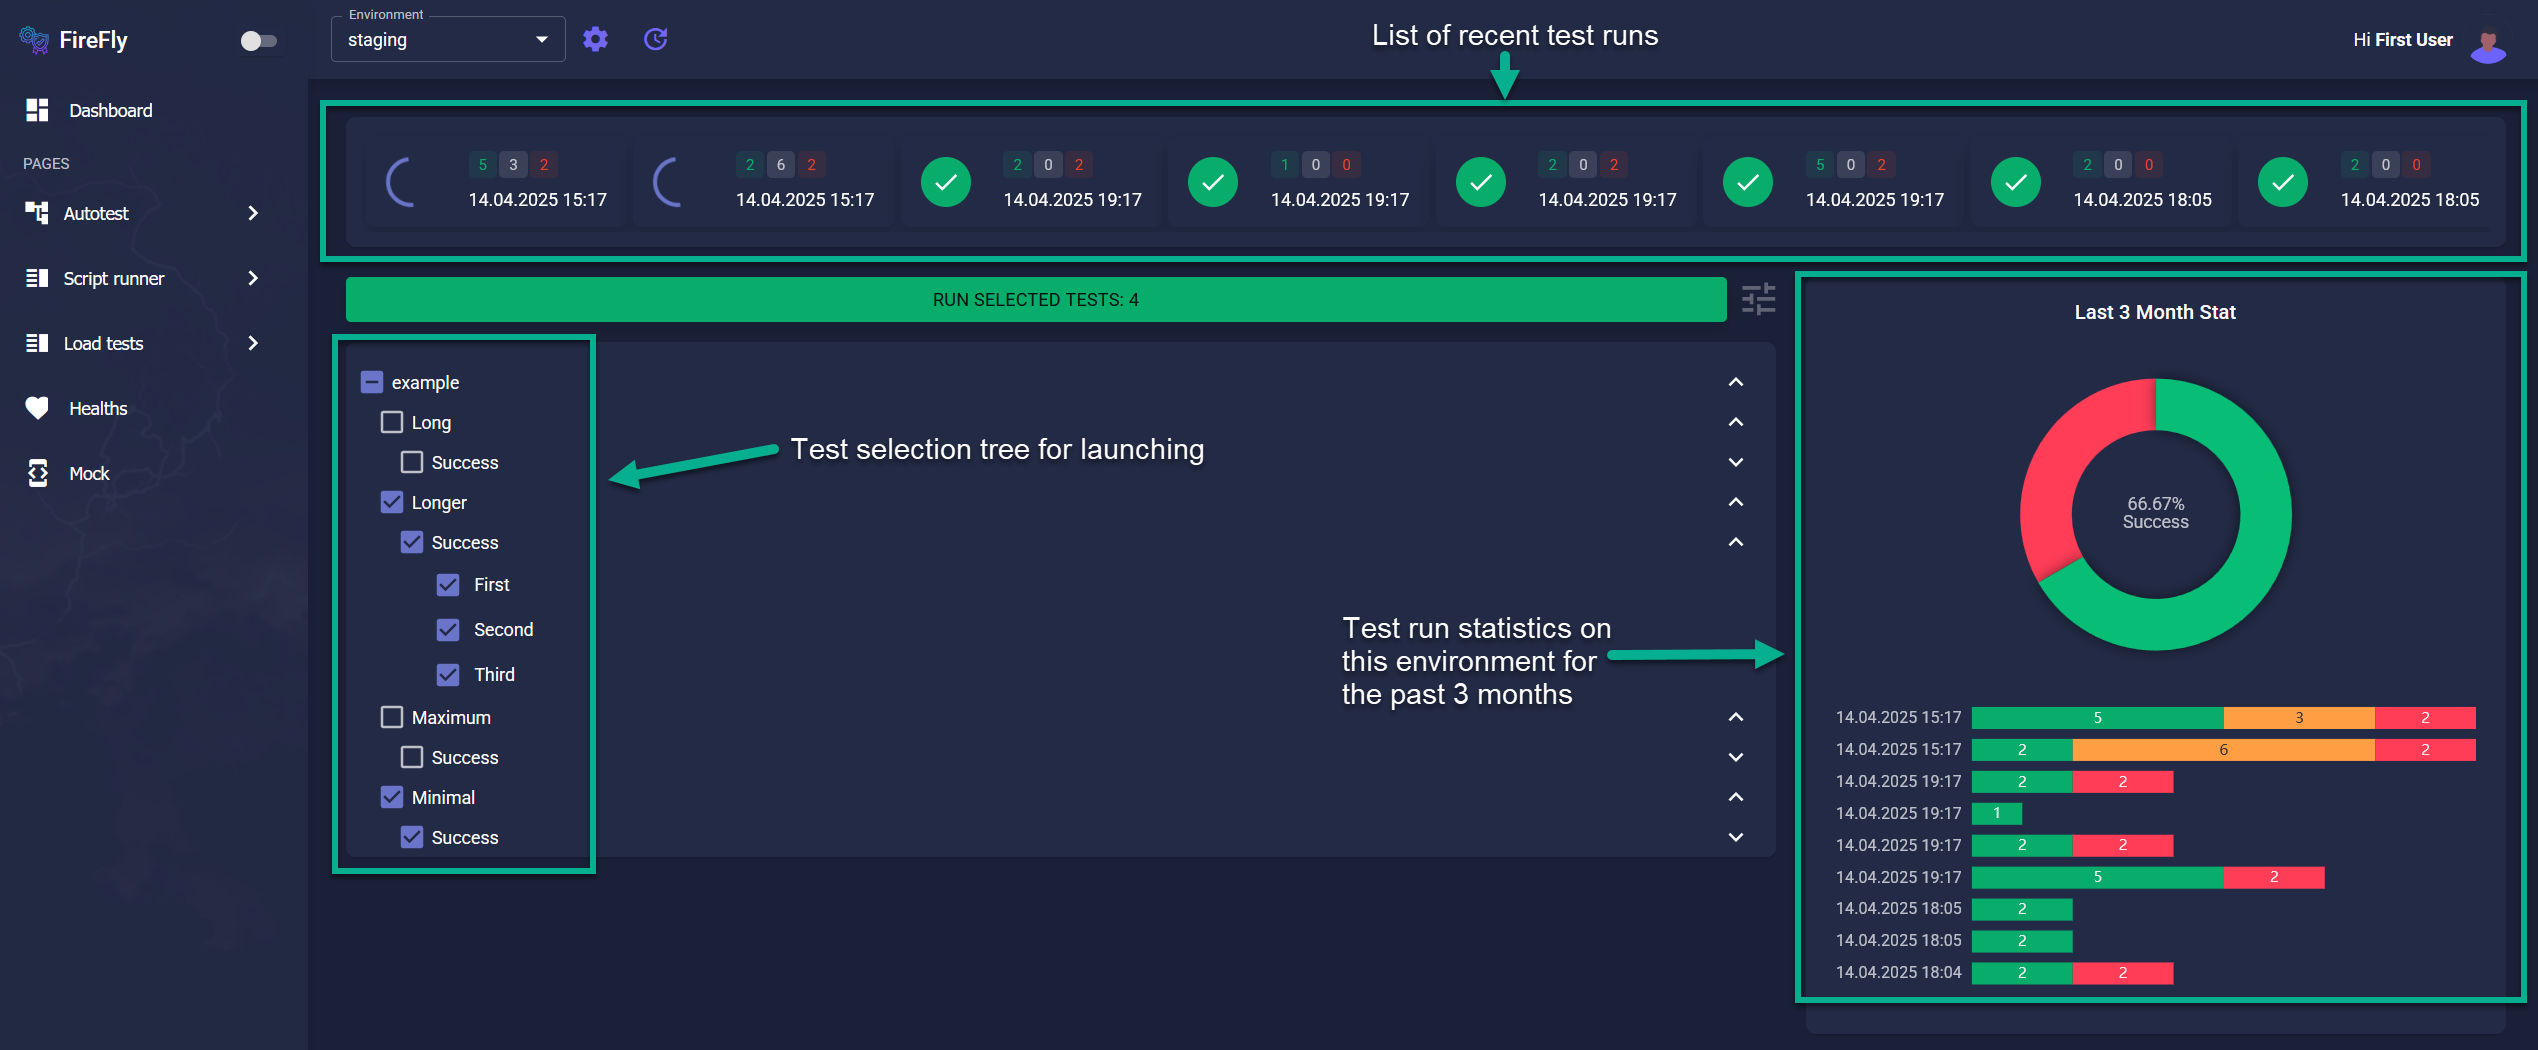 FireFly
Environment
staging
List of recent test runs
Hi First User
Dashboard
PAGES
Autotest
Script runner
Load tests
Healths
Mock
5 3 2
14.04.2025 15:17
2 6 2
14.04.2025 15:17
2 0 2
14.04.2025 19:17
1 0 0
14.04.2025 19:17
2 0 2
14.04.2025 19:17
5 0 2
14.04.2025 19:17
2 0 0
14.04.2025 18:05
2 0 0
14.04.2025 18:05
RUN SELECTED TESTS: 4
example
Long
Success
Longer
Success
First
Second
Third
Maximum
Success
Minimal
Success
Test selection tree for launching
Test run statistics on
this environment for
the past 3 months
Last 3 Month Stat
66.67%
Success
14.04.2025 15:17 5 3 2
14.04.2025 15:17 2 6 2
14.04.2025 19:17 2 2
14.04.2025 19:17 1
14.04.2025 19:17 2 2
14.04.2025 19:17 5 2
14.04.2025 18:05 2
14.04.2025 18:05 2
14.04.2025 18:04 2 2